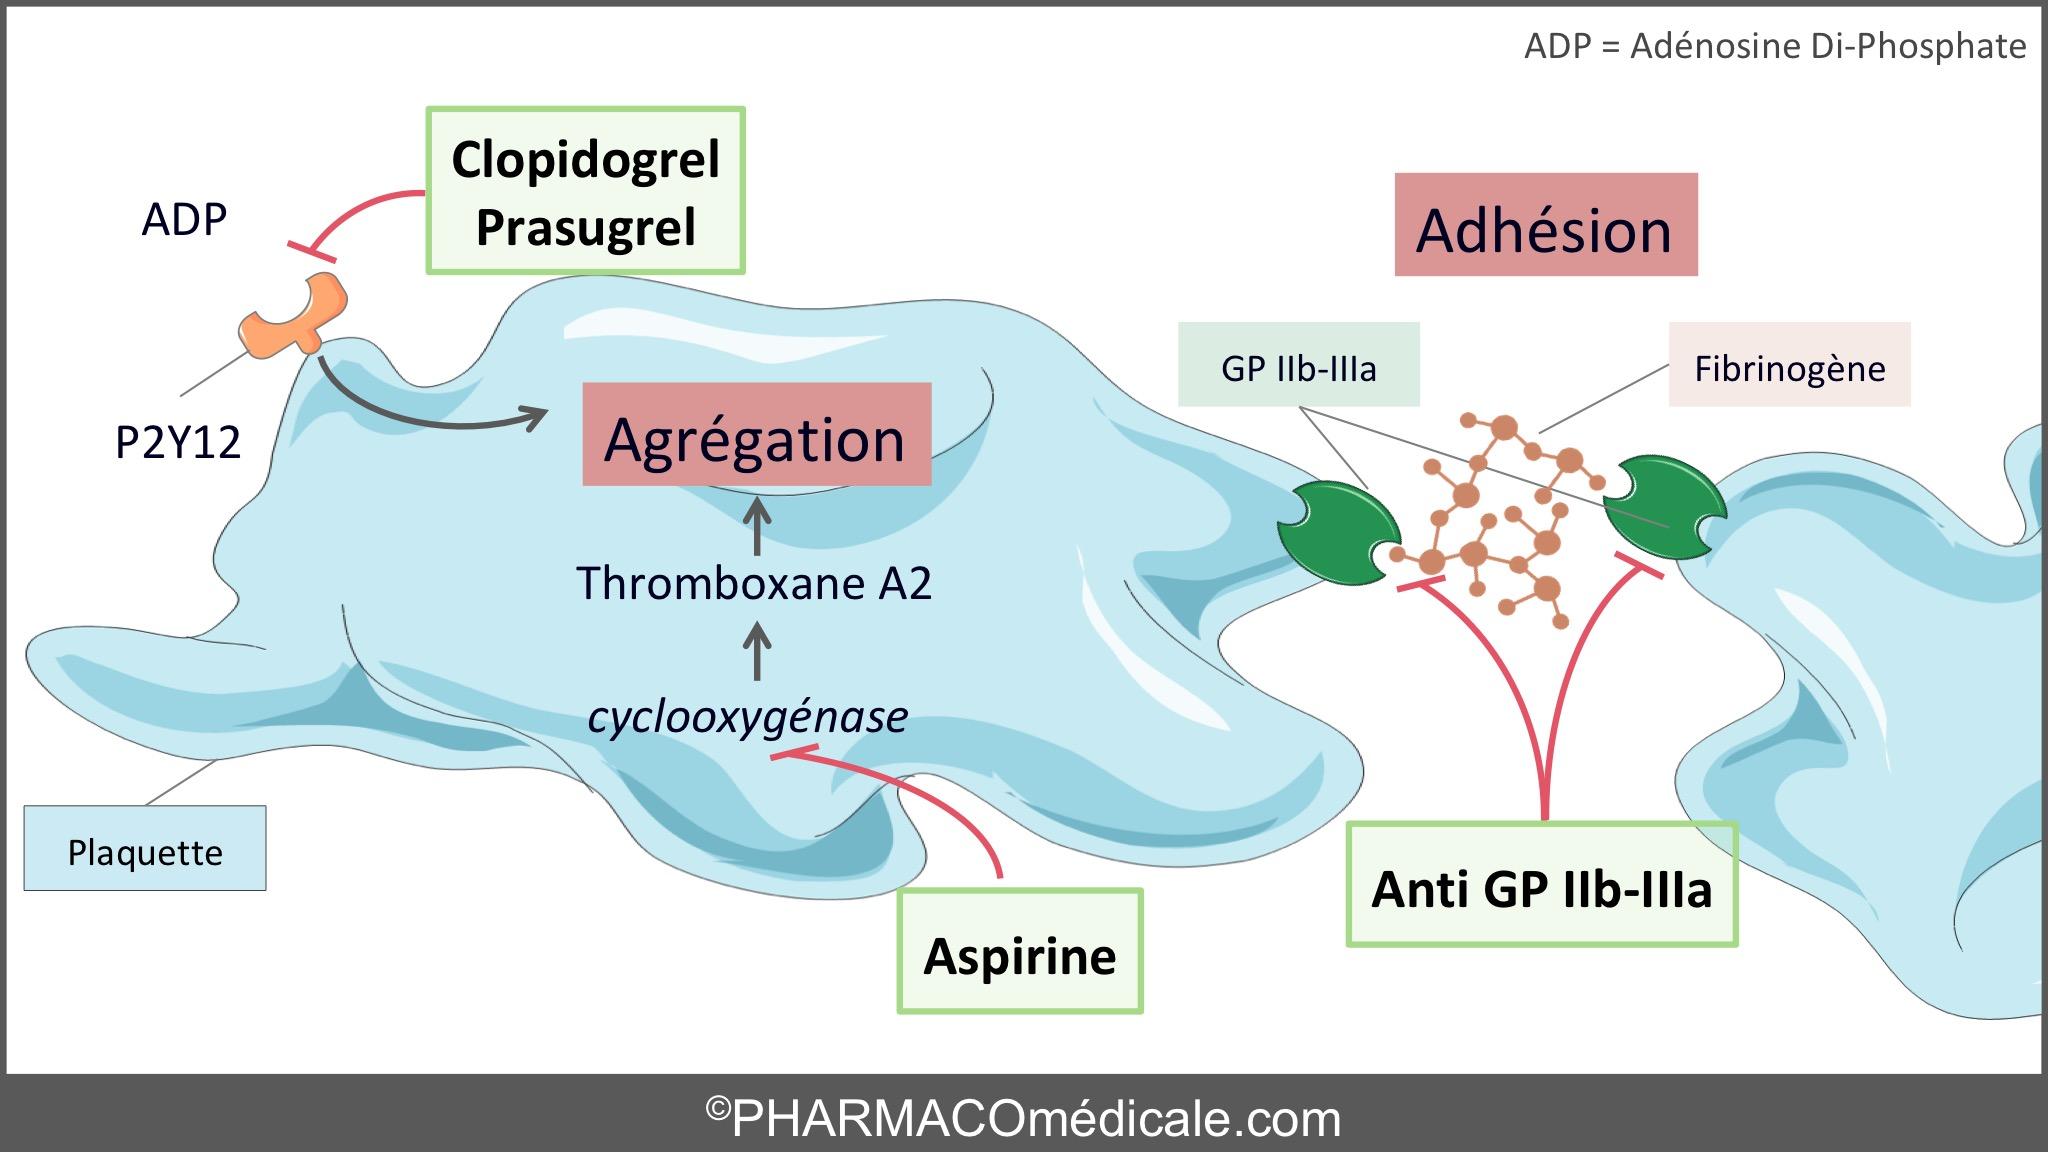 ADP = Adénosine Di-Phosphate
Clopidogrel
Prasugrel
ADP
Adhésion
GP IIb-IIIa
Fibrinogène
P2Y12
Agrégation
Thromboxane A2
cyclooxygénase
Plaquette
Anti GP IIb-IIIa
Aspirine
©PHARMACOmédicale.com